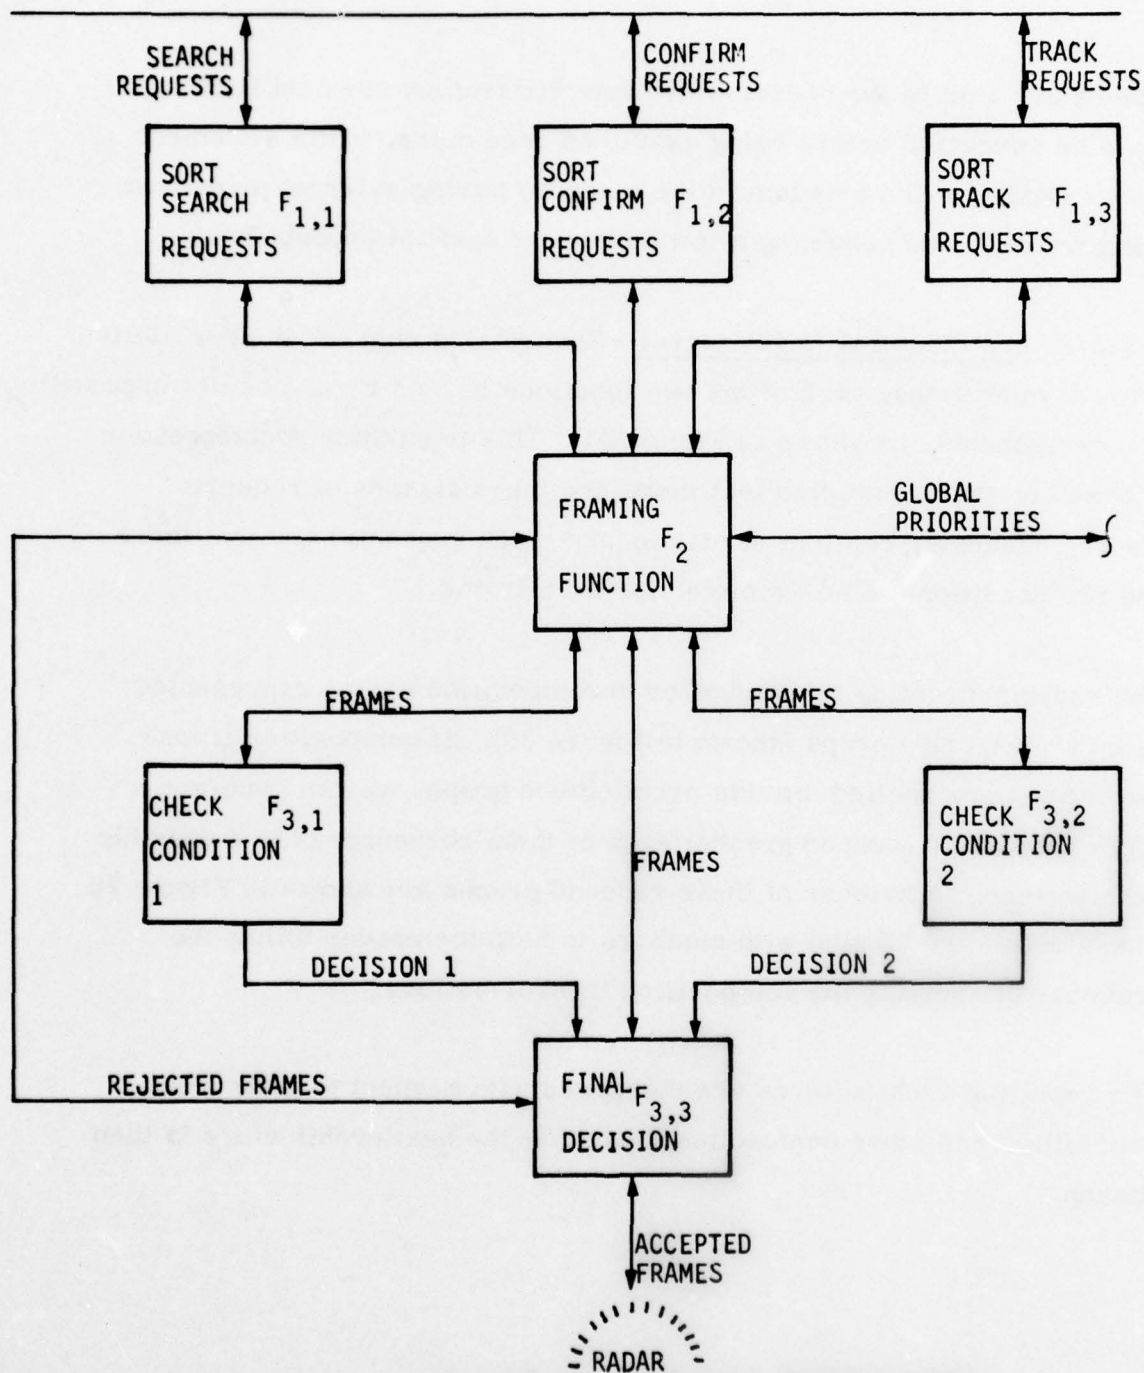 SEARCH
REQUESTS
CONFIRM
REQUESTS
TRACK
REQUESTS
SORT
SEARCH F1,1
REQUESTS
SORT
CONFIRM F1,2
REQUESTS
SORT
TRACK F1,3
REQUESTS
FRAMING
F2
FUNCTION
GLOBAL
PRIORITIES
FRAMES
FRAMES
CHECK F3,1
CONDITION
1
FRAMES
CHECK F3,2
CONDITION
2
DECISION 1
DECISION 2
REJECTED FRAMES
FINAL F3,3
DECISION
ACCEPTED
FRAMES
RADAR